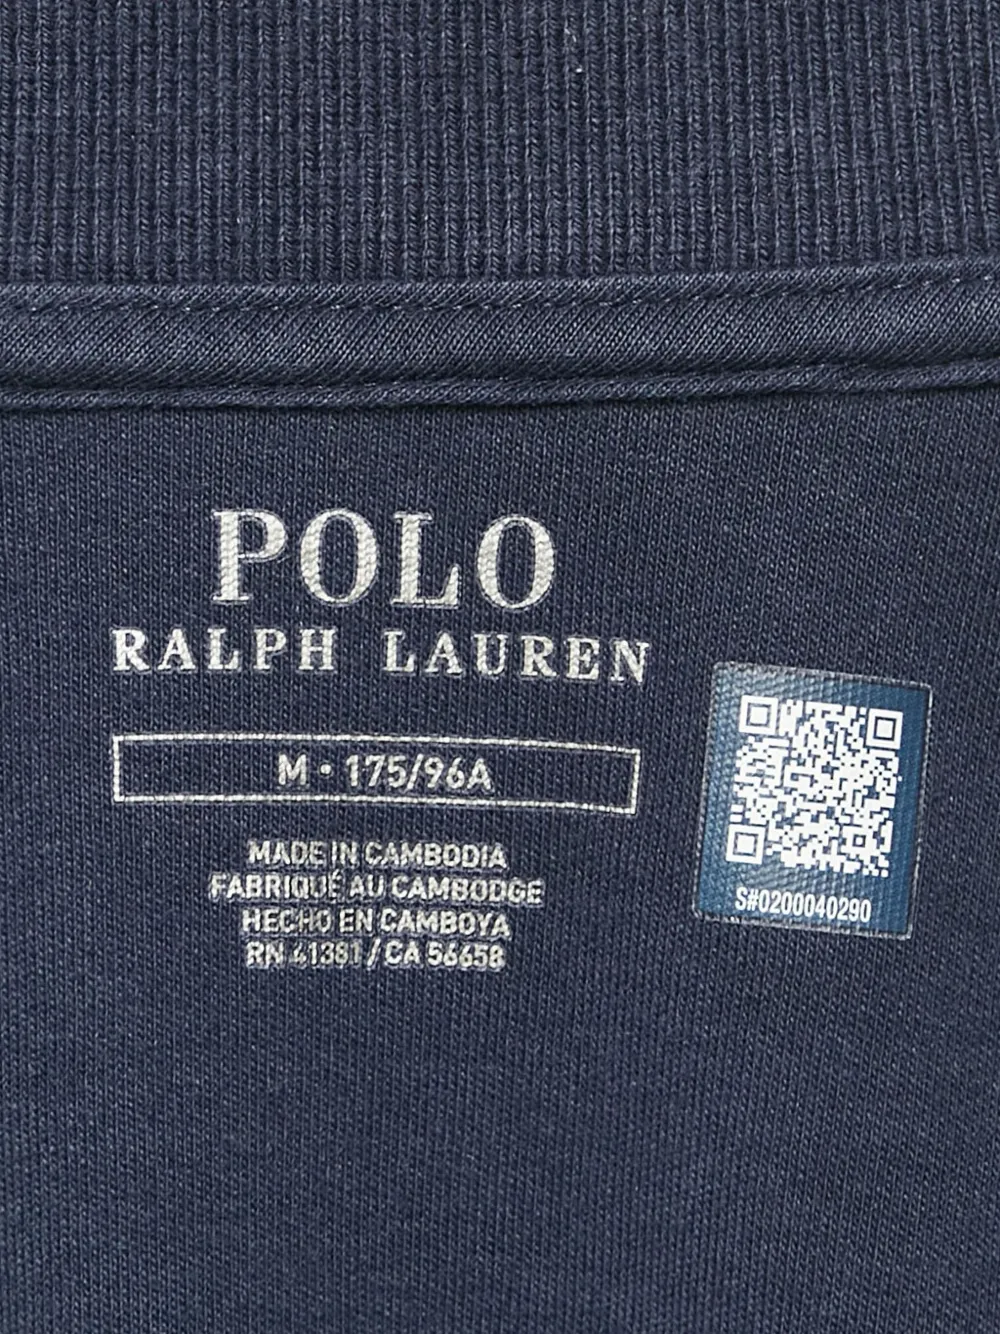 POLO
RALPH LAUREN
M • 175/96A
MADE IN CAMBODIA
FABRIQUÉ AU CAMBODGE
HECHO EN CAMBOYA
RN 41381 / CA 56658
S#0200040290